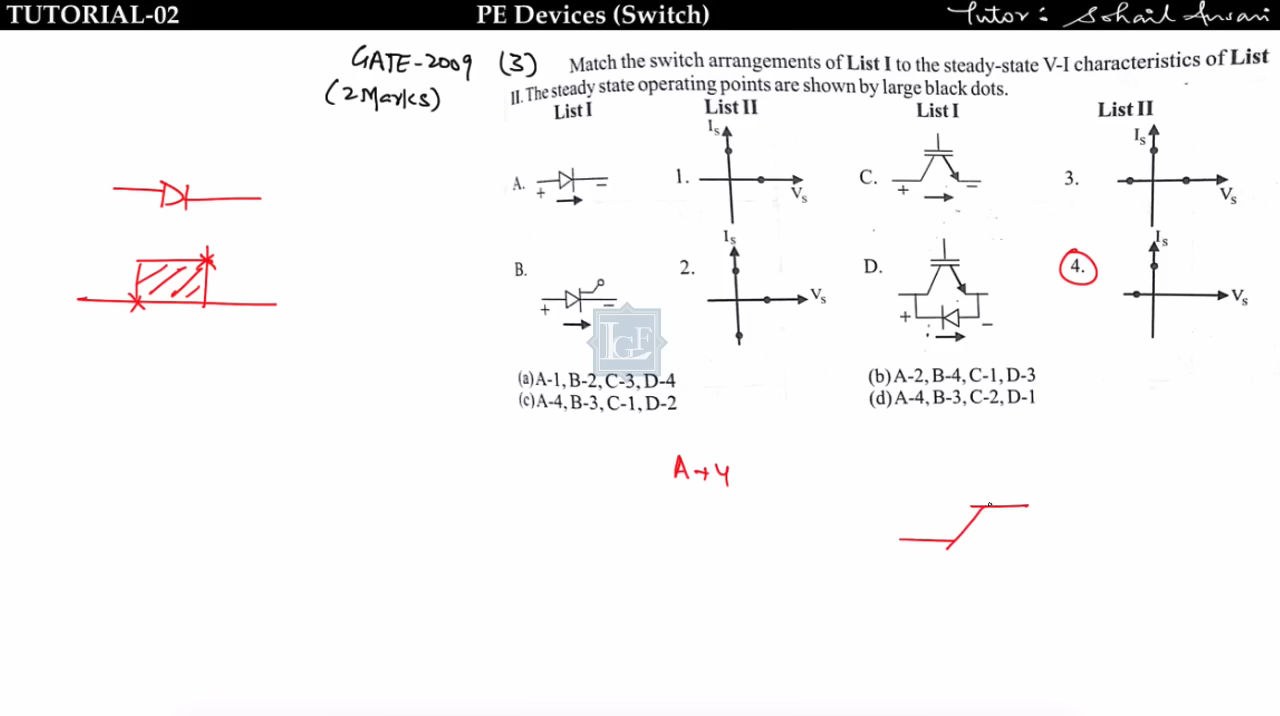 TUTORIAL-02 PE Devices (Switch) Tutor: Sohail Ansari
GATE-2009 (3) Match the switch arrangements of List I to the steady-state V-I characteristics of List
(2 Marks) II. The steady state operating points are shown by large black dots.
List I List II List I List II
Is Is
A. + − 1. Vs C. + − 3. Vs
Is Is
B. + − 2. Vs D. + − 4. Vs
LGF
(a) A-1, B-2, C-3, D-4 (b) A-2, B-4, C-1, D-3
(c) A-4, B-3, C-1, D-2 (d) A-4, B-3, C-2, D-1
A→4